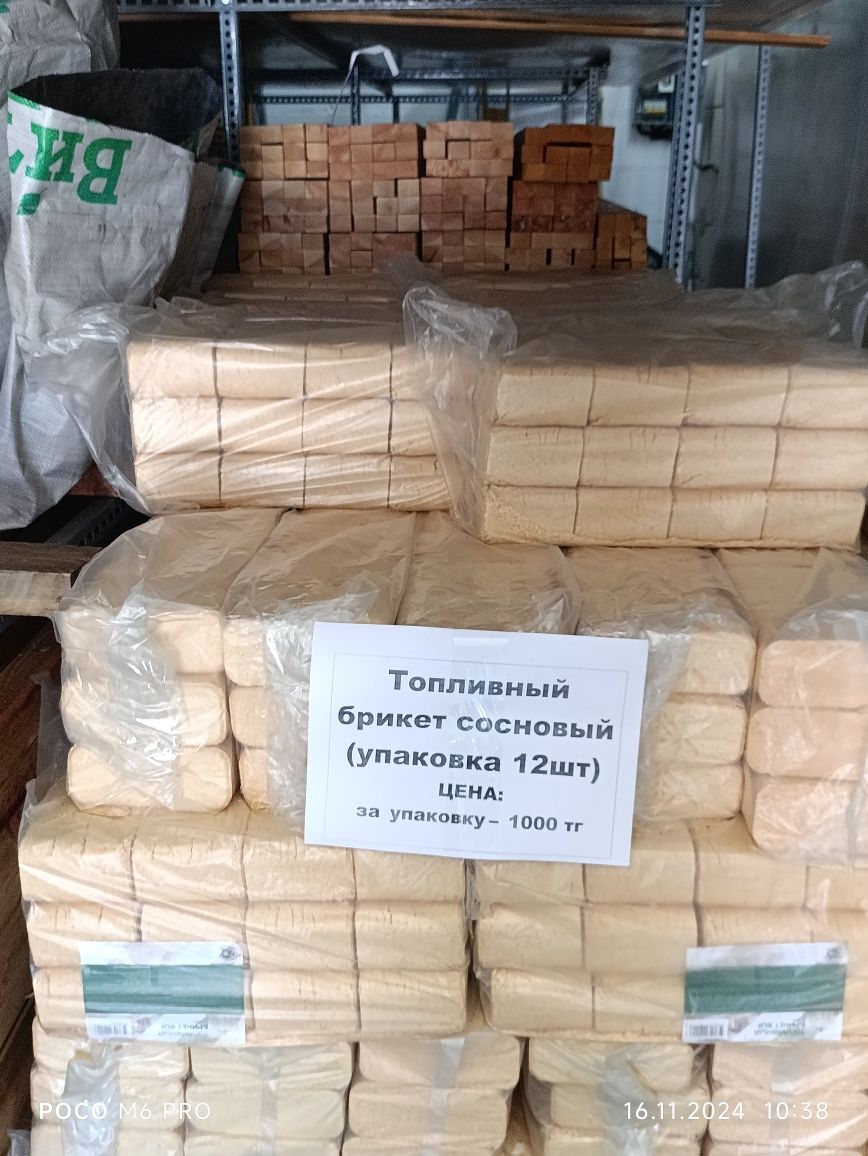 Топливный
брикет сосновый
(упаковка 12шт)
ЦЕНА:
за упаковку – 1000 тг
POCO M6 PRO
16.11.2024 10:38